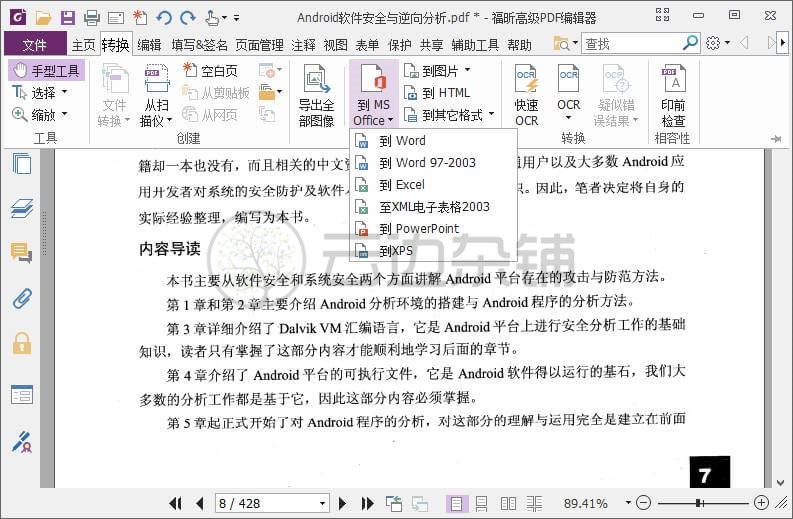 Android软件安全与逆向分析.pdf * - 福昕高级PDF编辑器
文件 主页 转换 编辑 填写&签名 页面管理 注释 视图 表单 保护 共享 辅助工具 查找
手型工具
选择
缩放
工具
文件转换
从扫描仪
空白页
从剪贴板
从网页
创建
导出全部图像
到 MS Office
到图片
到 HTML
到其它格式
快速 OCR
OCR
疑似错误结果
转换
印前检查
相容性
到 Word
到 Word 97-2003
到 Excel
至XML电子表格2003
到 PowerPoint
到XPS
籍却一本也没有，而且相关的中文资 用户以及大多数 Android 应
用开发者对系统的安全防护及软件 识。因此，笔者决定将自身的
实际经验整理，编写为本书。
内容导读
云边杂铺
本书主要从软件安全和系统安全两个方面讲解 Android 平台存在的攻击与防范方法。
第 1 章和第 2 章主要介绍 Android 分析环境的搭建与 Android 程序的分析方法。
第 3 章详细介绍了 Dalvik VM 汇编语言，它是 Android 平台上进行安全分析工作的基础
知识，读者只有掌握了这部分内容才能顺利地学习后面的章节。
第 4 章介绍了 Android 平台的可执行文件，它是 Android 软件得以运行的基石，我们大
多数的分析工作都是基于它，因此这部分内容必须掌握。
第 5 章起正式开始了对 Android 程序的分析，对这部分的理解与运用完全是建立在前面
7
8 / 428
89.41%